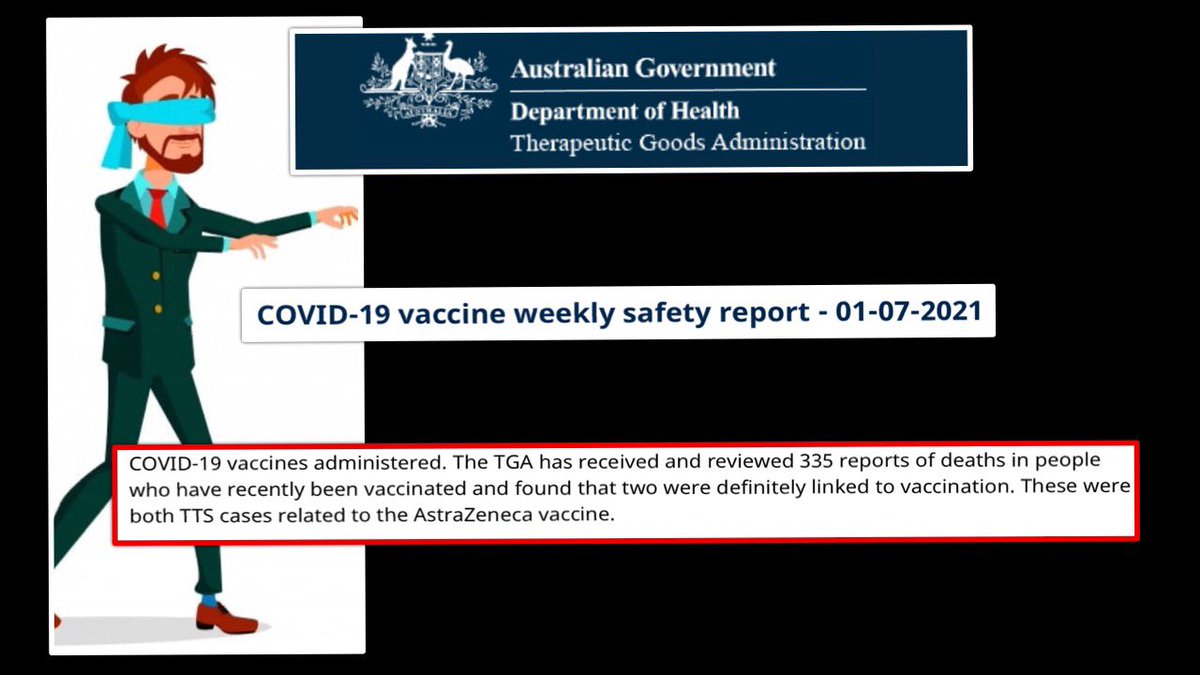 Australian Government
Department of Health
Therapeutic Goods Administration
COVID-19 vaccine weekly safety report - 01-07-2021
COVID-19 vaccines administered. The TGA has received and reviewed 335 reports of deaths in people
who have recently been vaccinated and found that two were definitely linked to vaccination. These were
both TTS cases related to the AstraZeneca vaccine.